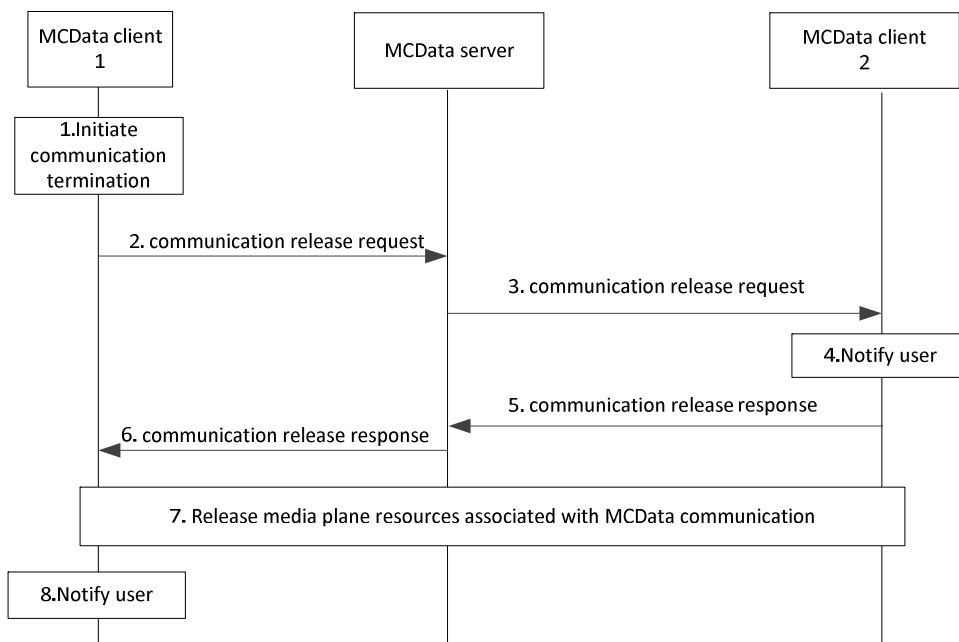 MCData client
1
MCData server
MCData client
2
1.Initiate
communication
termination
2. communication release request
3. communication release request
4.Notify user
5. communication release response
6. communication release response
7. Release media plane resources associated with MCData communication
8.Notify user